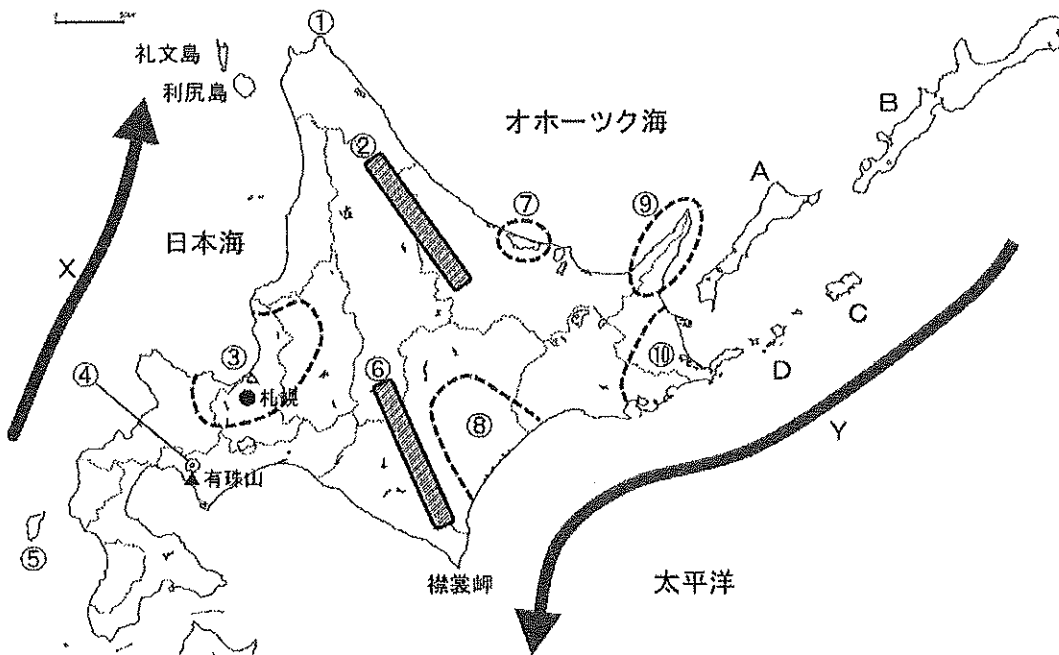 ①
礼文島
利尻島
オホーツク海
B
②
A
⑦
⑨
日本海
X
C
③
⑩
④
⑥
D
札幌
⑧
Y
有珠山
⑤
襟裳岬
太平洋